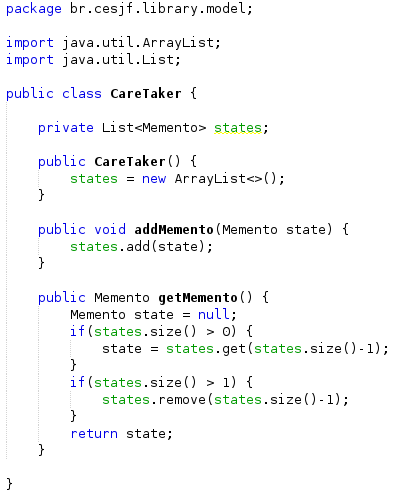 package br.cesjf.library.model;
import java.util.ArrayList;
import java.util.List;
public class CareTaker {
private List<Memento> states;
public CareTaker() {
states = new ArrayList<>();
}
public void addMemento(Memento state) {
states.add(state);
}
public Memento getMemento() {
Memento state = null;
if(states.size() > 0) {
state = states.get(states.size()-1);
}
if(states.size() > 1) {
states.remove(states.size()-1);
}
return state;
}
}